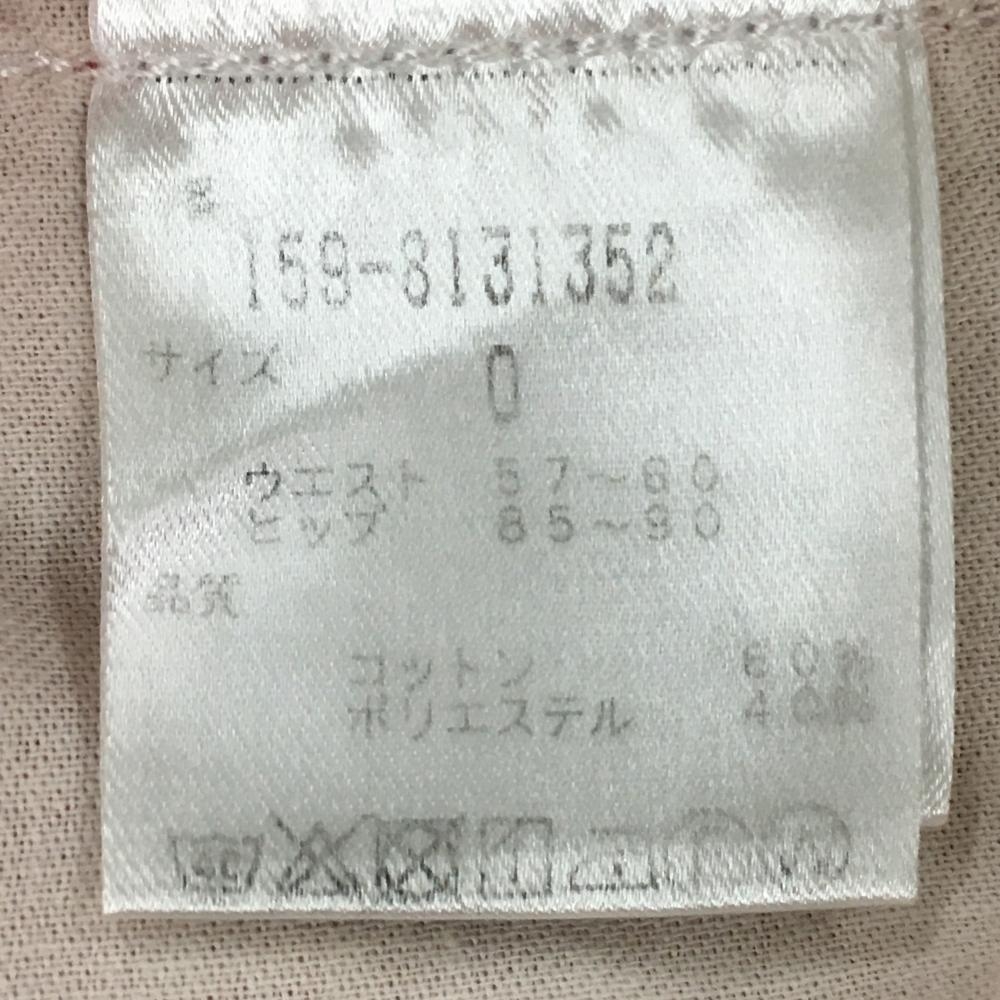 159-8131352
サイズ 0
ウエスト 57～60
ヒップ 85～90
品質
コットン 60%
ポリエステル 40%